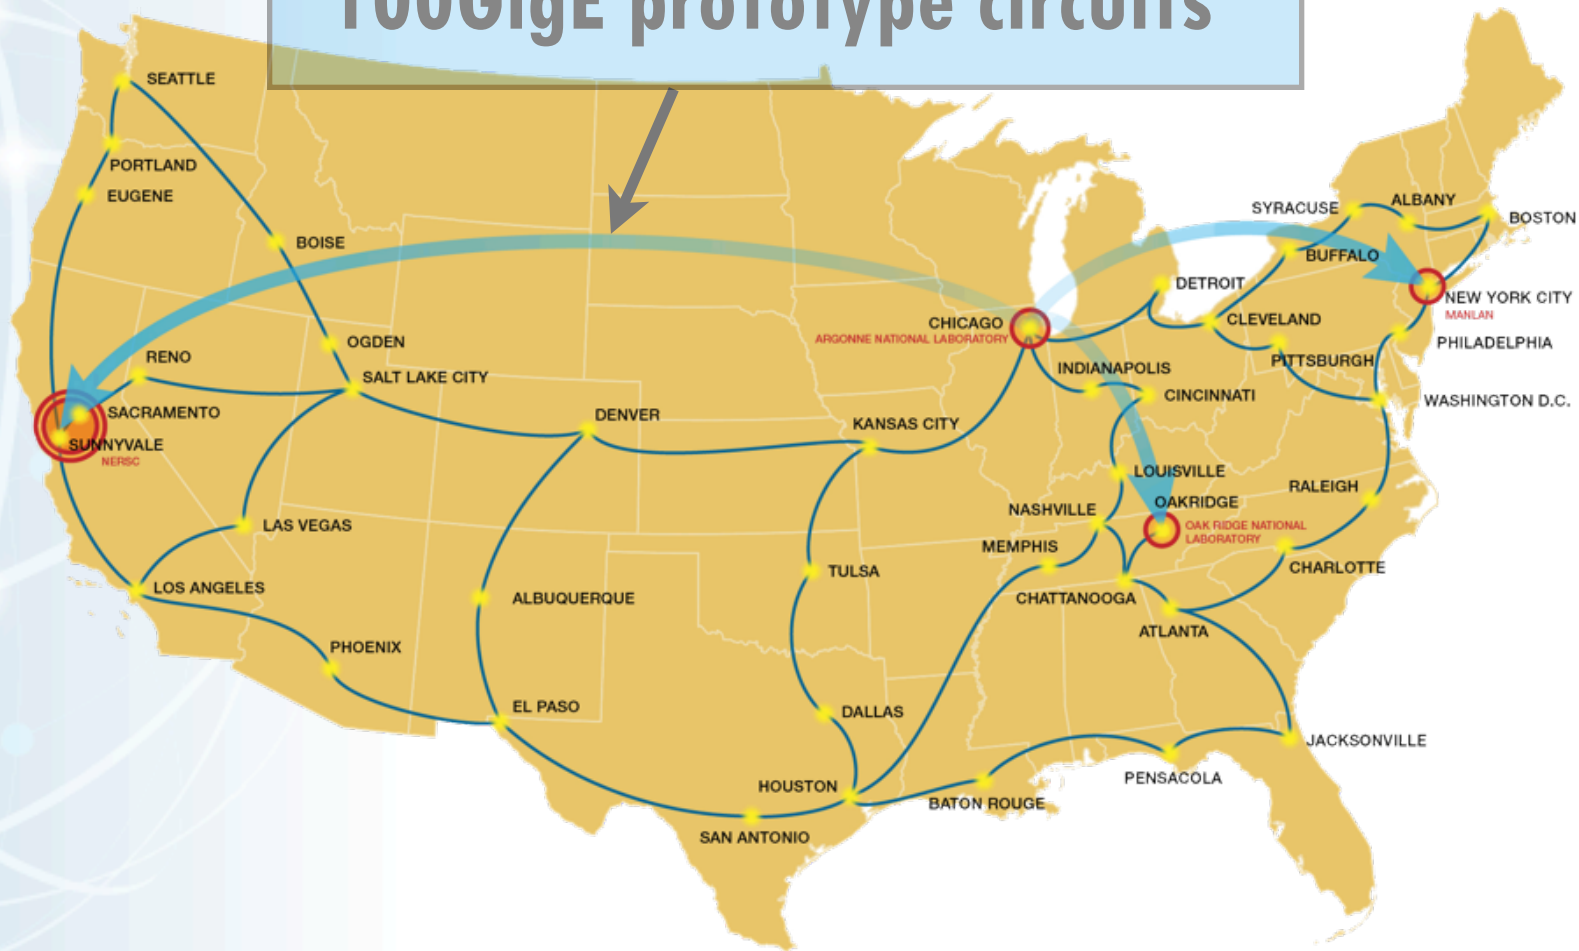 100GigE prototype circuits
SEATTLE
PORTLAND
EUGENE
BOISE
OGDEN
RENO
SALT LAKE CITY
SACRAMENTO
SUNNYVALE
NERSC
LAS VEGAS
LOS ANGELES
PHOENIX
DENVER
ALBUQUERQUE
EL PASO
KANSAS CITY
TULSA
DALLAS
HOUSTON
SAN ANTONIO
BATON ROUGE
PENSACOLA
JACKSONVILLE
CHICAGO
ARGONNE NATIONAL LABORATORY
INDIANAPOLIS
CINCINNATI
LOUISVILLE
NASHVILLE
MEMPHIS
CHATTANOOGA
OAKRIDGE
OAK RIDGE NATIONAL
LABORATORY
ATLANTA
CHARLOTTE
RALEIGH
DETROIT
CLEVELAND
PITTSBURGH
BUFFALO
SYRACUSE
ALBANY
BOSTON
NEW YORK CITY
MANLAN
PHILADELPHIA
WASHINGTON D.C.